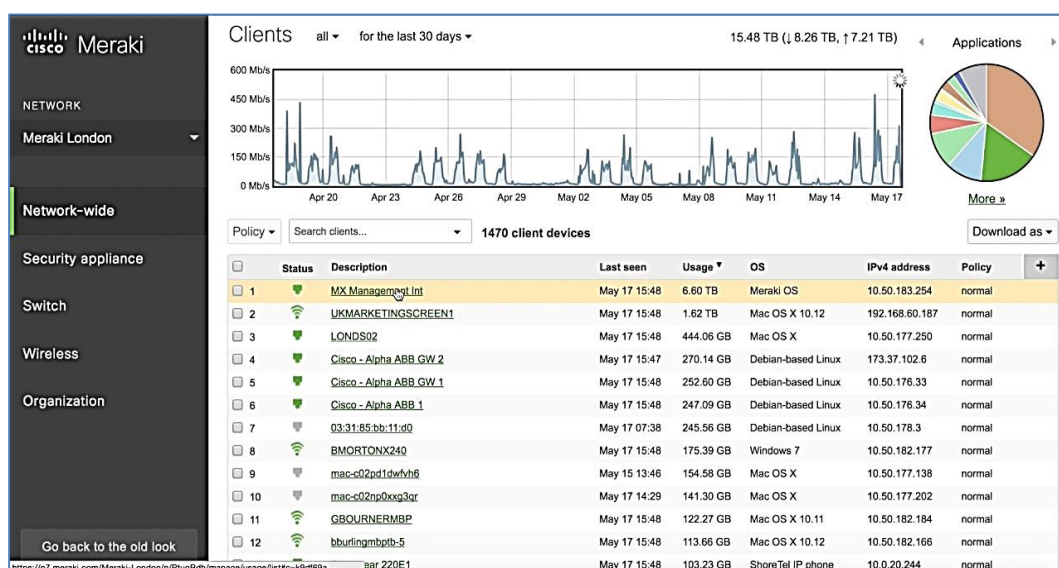 cisco Meraki
NETWORK
Meraki London
Network-wide
Security appliance
Switch
Wireless
Organization
Go back to the old look
Clients all for the last 30 days 15.48 TB (↓ 8.26 TB, ↑ 7.21 TB)
Applications
600 Mb/s
450 Mb/s
300 Mb/s
150 Mb/s
0 Mb/s
Apr 20 Apr 23 Apr 26 Apr 29 May 02 May 05 May 08 May 11 May 14 May 17
More »
Policy Search clients... 1470 client devices Download as
Status Description Last seen Usage OS IPv4 address Policy +
1 MX Management Int May 17 15:48 6.60 TB Meraki OS 10.50.183.254 normal
2 UKMARKETINGSCREEN1 May 17 15:48 1.62 TB Mac OS X 10.12 192.168.60.187 normal
3 LONDS02 May 17 15:48 444.06 GB Mac OS X 10.50.177.250 normal
4 Cisco - Alpha ABB GW 2 May 17 15:47 270.14 GB Debian-based Linux 173.37.102.6 normal
5 Cisco - Alpha ABB GW 1 May 17 15:48 252.60 GB Debian-based Linux 10.50.176.33 normal
6 Cisco - Alpha ABB 1 May 17 15:48 247.09 GB Debian-based Linux 10.50.176.34 normal
7 03:31:85:bb:11:d0 May 17 07:38 245.56 GB Debian-based Linux 10.50.178.3 normal
8 BMORTONX240 May 17 15:48 175.39 GB Windows 7 10.50.182.177 normal
9 mac-c02pd1dwfvh6 May 15 13:46 154.58 GB Mac OS X 10.50.177.138 normal
10 mac-c02np0xxg3qr May 17 14:29 141.30 GB Mac OS X 10.50.177.202 normal
11 GBOURNERMBP May 17 15:48 122.27 GB Mac OS X 10.11 10.50.182.184 normal
12 bburlingmbptb-5 May 17 15:48 113.66 GB Mac OS X 10.12 10.50.182.166 normal
220E1 May 17 15:48 103.23 GB ShoreTel IP phone 10.0.20.244 normal